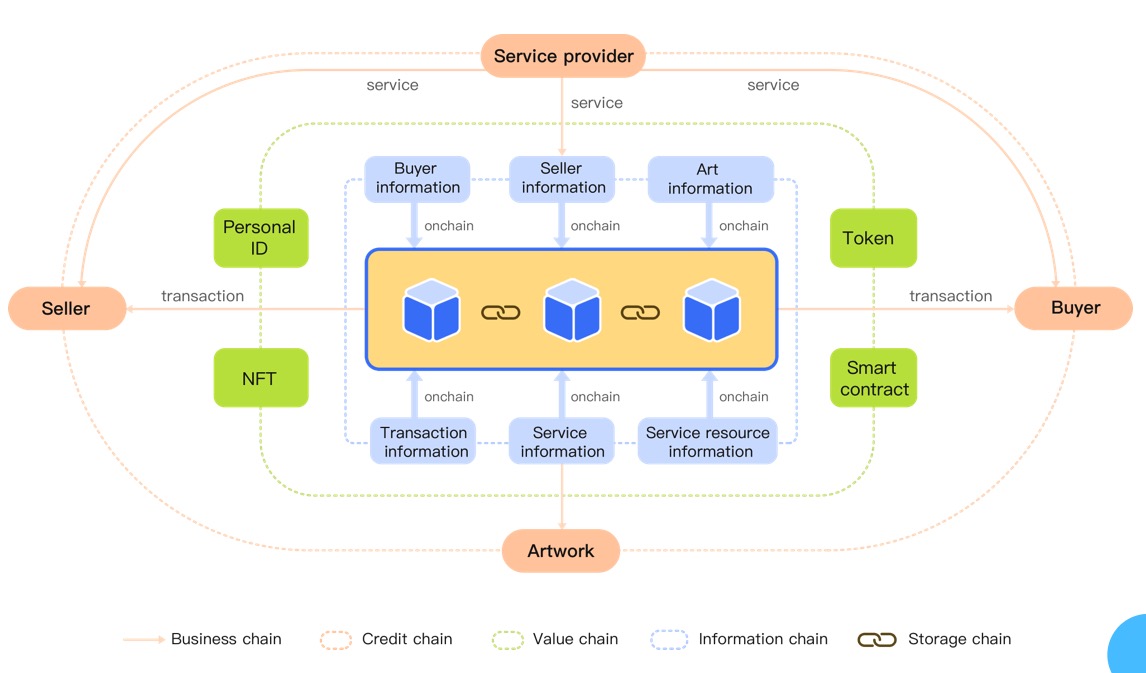 Service provider
service
service
service
Buyer
information
Seller
information
Art
information
onchain
onchain
onchain
Personal
ID
Token
Seller
transaction
transaction
Buyer
NFT
Smart
contract
onchain
onchain
onchain
Transaction
information
Service
information
Service resource
information
Artwork
Business chain
Credit chain
Value chain
Information chain
Storage chain